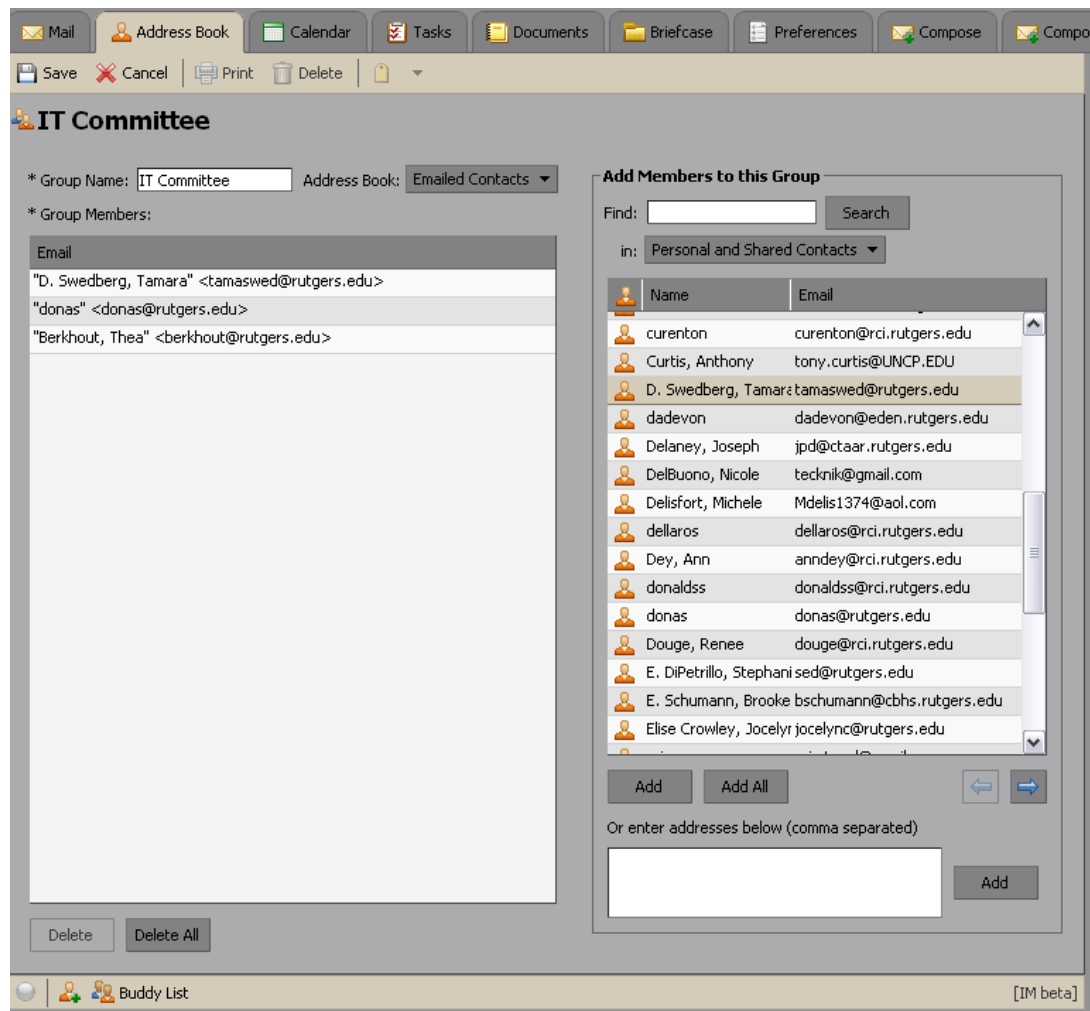 Mail Address Book Calendar Tasks Documents Briefcase Preferences Compose Compo
Save Cancel Print Delete
IT Committee
* Group Name: IT Committee Address Book: Emailed Contacts
* Group Members:
Email
"D. Swedberg, Tamara" <tamaswed@rutgers.edu>
"donas" <donas@rutgers.edu>
"Berkhout, Thea" <berkhout@rutgers.edu>
Delete Delete All
Add Members to this Group
Find: Search
in: Personal and Shared Contacts
Name Email
curenton curenton@rci.rutgers.edu
Curtis, Anthony tony.curtis@UNCP.EDU
D. Swedberg, Tamara tamaswed@rutgers.edu
dadevon dadevon@eden.rutgers.edu
Delaney, Joseph jpd@ctaar.rutgers.edu
DelBuono, Nicole tecknik@gmail.com
Delisfort, Michele Mdelis1374@aol.com
dellaros dellaros@rci.rutgers.edu
Dey, Ann anndey@rci.rutgers.edu
donaldss donaldss@rci.rutgers.edu
donas donas@rutgers.edu
Douge, Renee douge@rci.rutgers.edu
E. DiPetrillo, Stephani sed@rutgers.edu
E. Schumann, Brooke bschumann@cbhs.rutgers.edu
Elise Crowley, Jocelyn jocelync@rutgers.edu
Add Add All
Or enter addresses below (comma separated)
Add
Buddy List [IM beta]